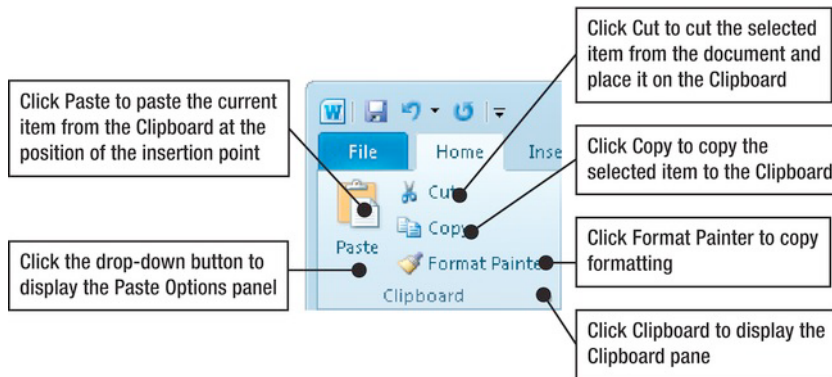 Click Cut to cut the selected
item from the document and
place it on the Clipboard
Click Paste to paste the current
item from the Clipboard at the
position of the insertion point
W
File Home Inse
Click Copy to copy the
selected item to the Clipboard
Cut
Copy
Paste
Format Painter
Clipboard
Click the drop-down button to
display the Paste Options panel
Click Format Painter to copy
formatting
Click Clipboard to display the
Clipboard pane